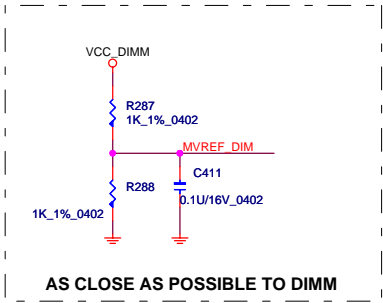 VCC_DIMM
R287
1K_1%_0402
MVREF_DIM
C411
R288
0.1U/16V_0402
1K_1%_0402
AS CLOSE AS POSSIBLE TO DIMM